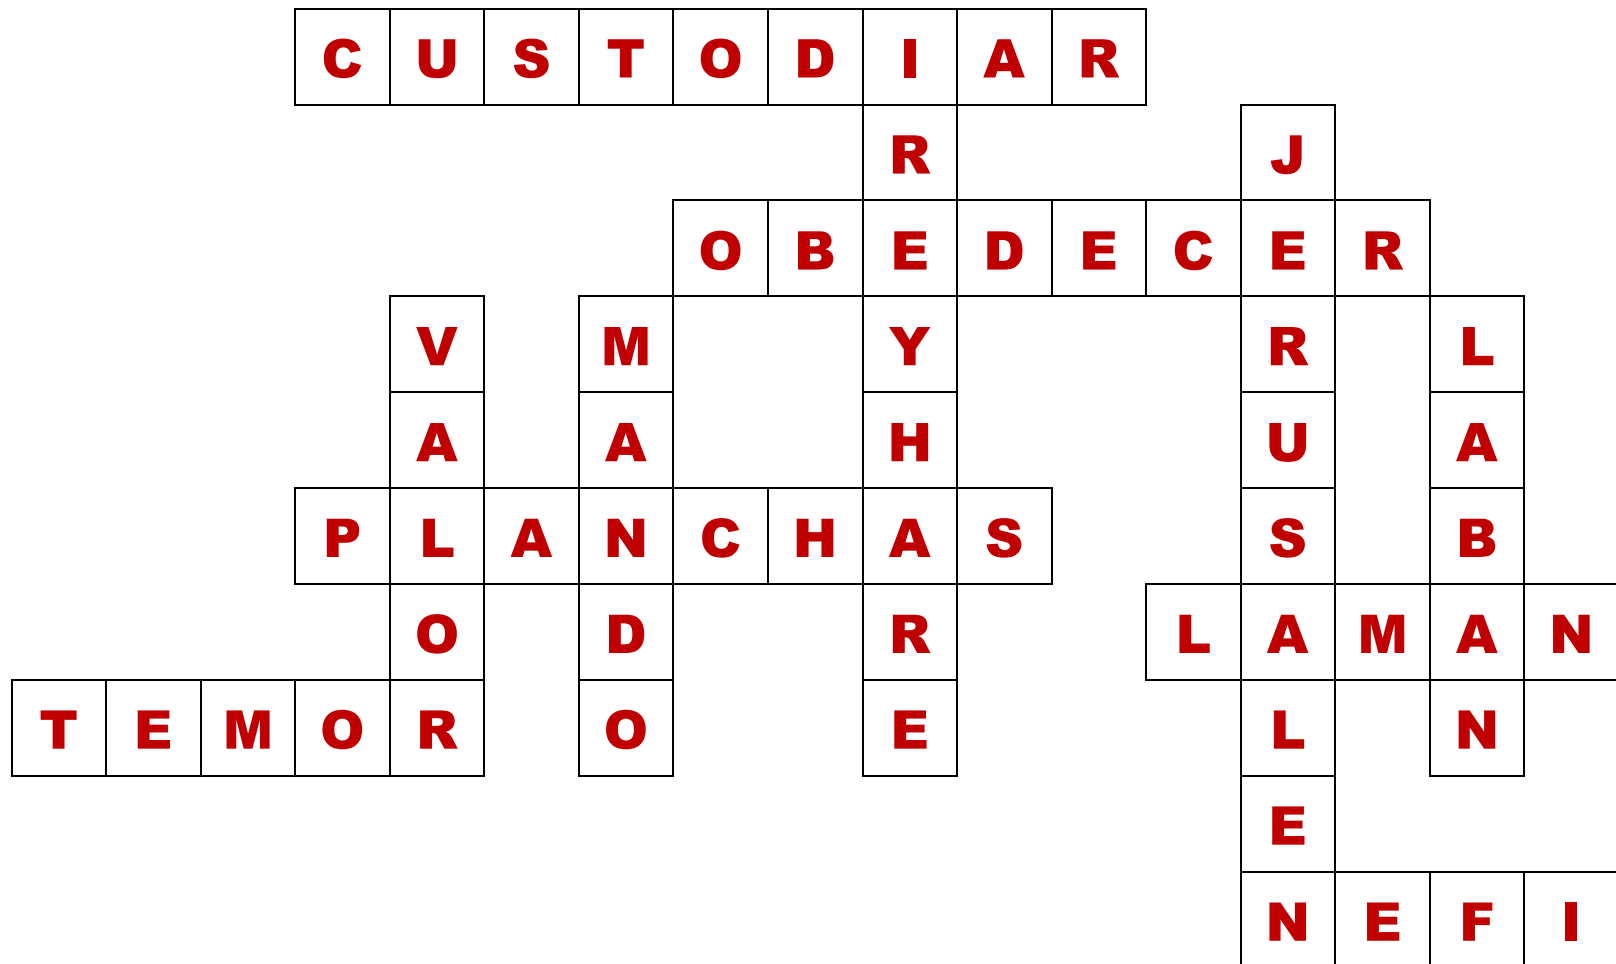 CUSTODIAR
R J
OBEDECER
V M Y R L
A A H U A
PLANCHAS S B
O D R LAMAN
TEMOR O E L N
E
NEFI